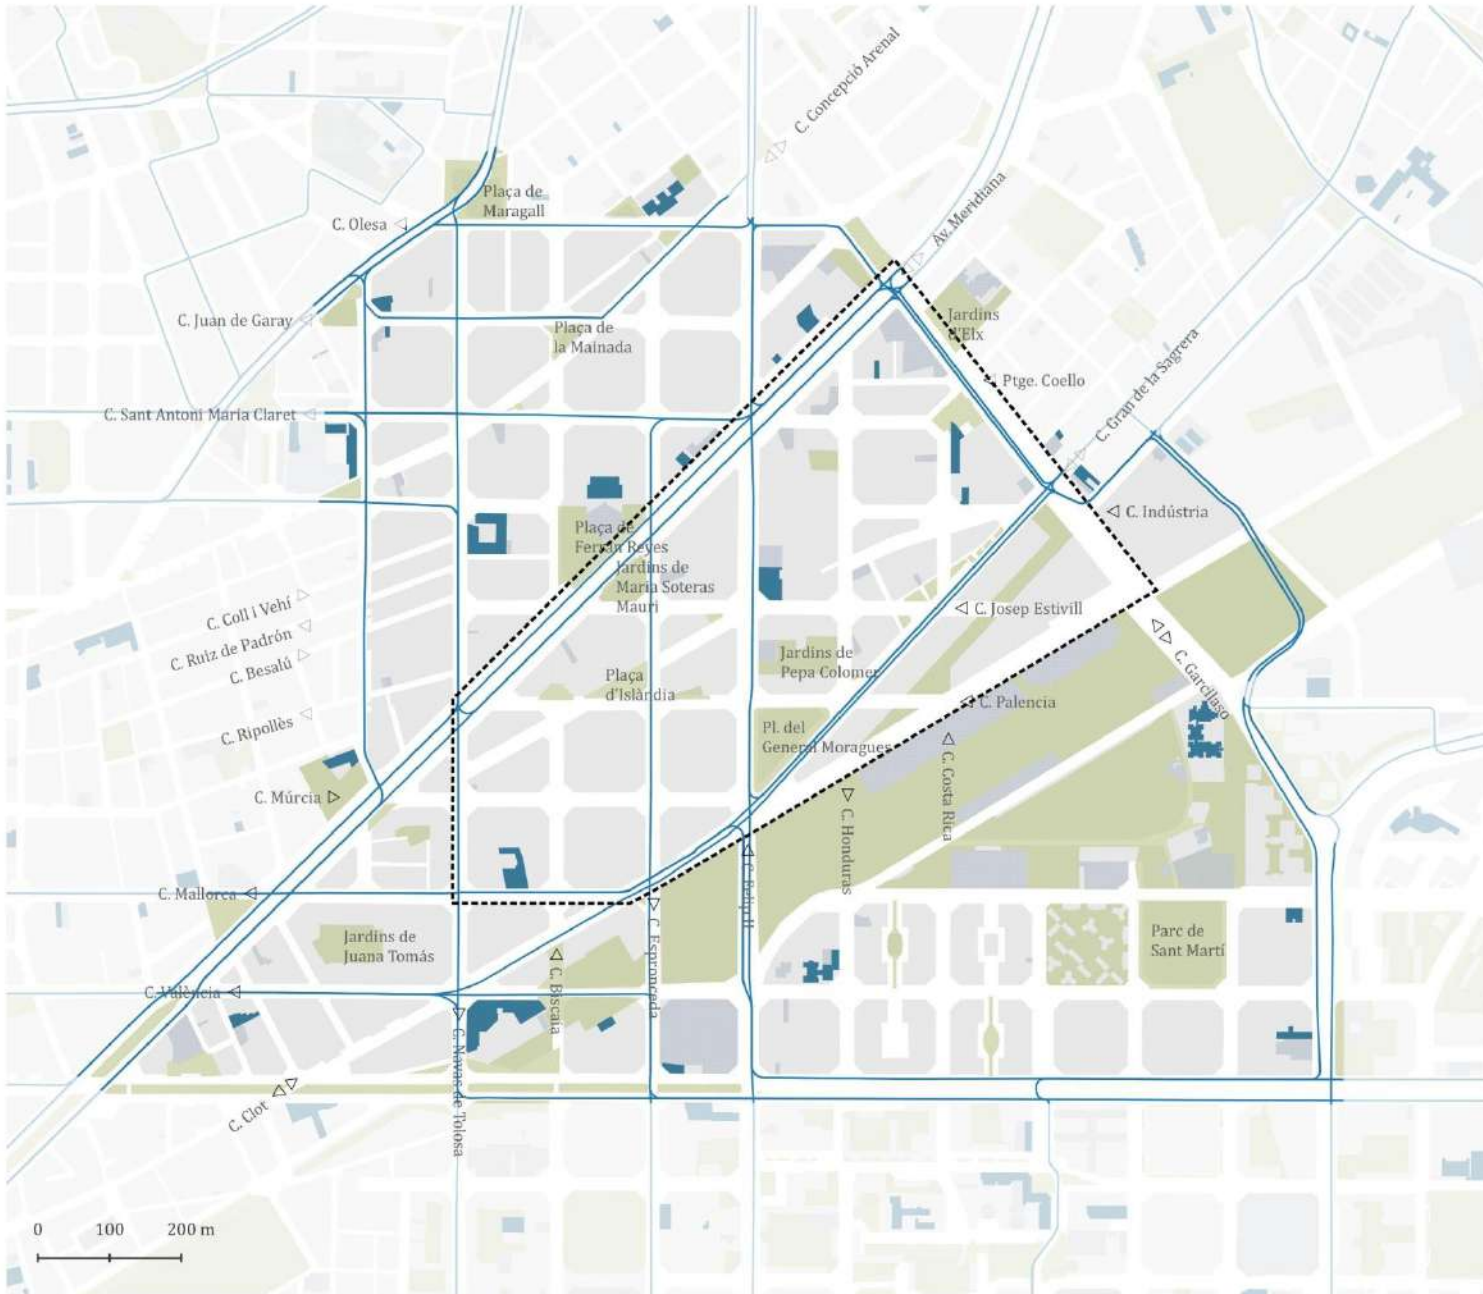 C. Concepció Arenal
Plaça de
Maragall
C. Olesa
Av. Meridiana
C. Juan de Garay
Plaça de
la Mainada
Jardins
d'Elx
Ptge. Coello
C. Gran de la Sagrera
C. Sant Antoni Maria Claret
C. Indústria
Plaça de
Ferran Reyes
Jardins de
Maria Soteras
Mauri
C. Coll i Vehí
C. Ruiz de Padrón
C. Besalú
C. Ripollès
C. Josep Estivill
Jardins de
Pepa Colomer
Plaça
d'Islàndia
C. Garcilaso
C. Palencia
Pl. del
General Moragues
C. Costa Rica
C. Múrcia
C. Honduras
C. Mallorca
C. Felip II
C. Espronceda
Jardins de
Juana Tomás
Parc de
Sant Martí
C. València
C. Biscaia
C. Navas de Tolosa
C. Clot
0 100 200 m